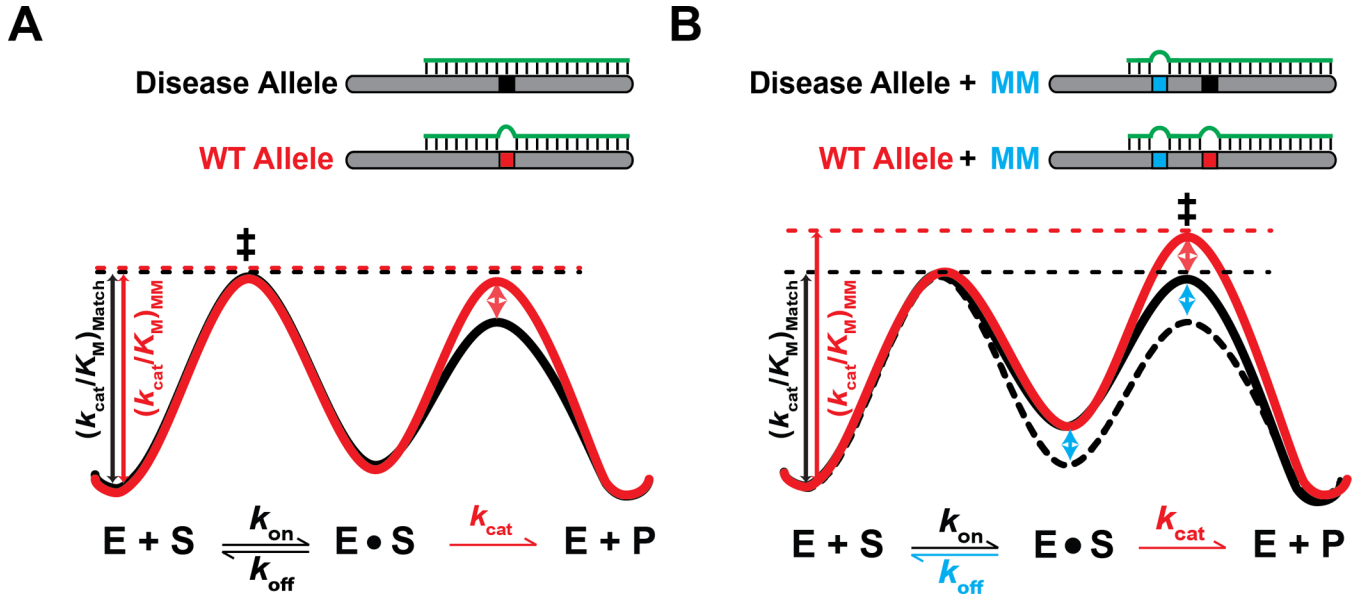 A
Disease Allele
WT Allele
‡
(kcat/KM)Match
(kcat/KM)MM
E + S
kon
koff
E • S
kcat
E + P
B
Disease Allele + MM
WT Allele + MM
‡
(kcat/KM)Match
(kcat/KM)MM
E + S
kon
koff
E • S
kcat
E + P